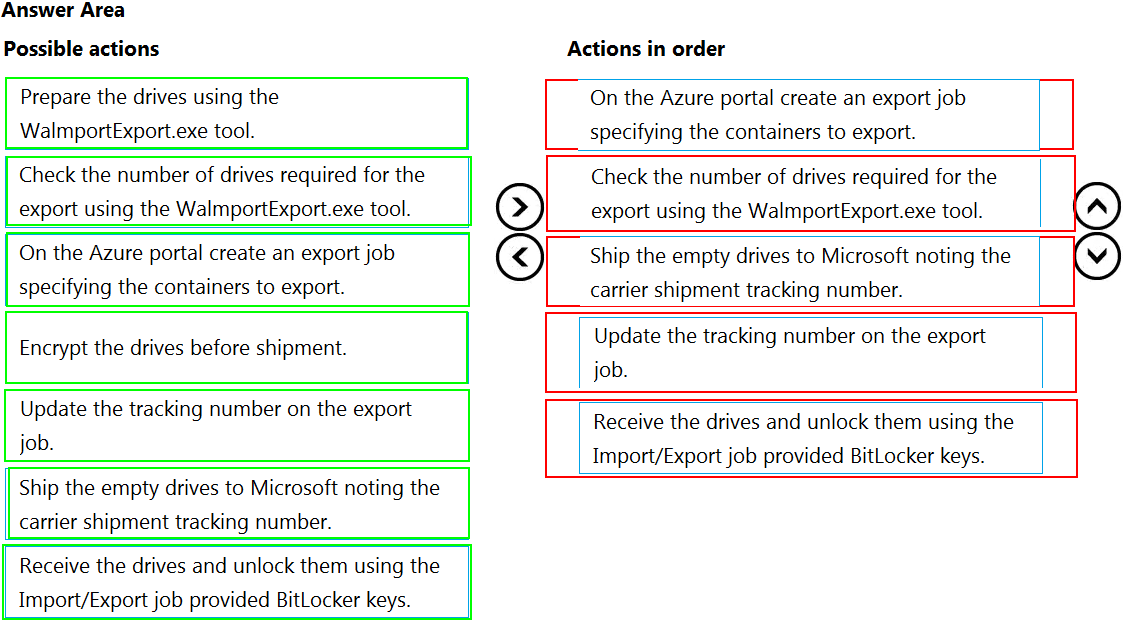 Answer Area
Possible actions
Prepare the drives using the
WalmportExport.exe tool.
Check the number of drives required for the
export using the WalmportExport.exe tool.
On the Azure portal create an export job
specifying the containers to export.
Encrypt the drives before shipment.
Update the tracking number on the export
job.
Ship the empty drives to Microsoft noting the
carrier shipment tracking number.
Receive the drives and unlock them using the
Import/Export job provided BitLocker keys.
Actions in order
On the Azure portal create an export job
specifying the containers to export.
Check the number of drives required for the
export using the WalmportExport.exe tool.
Ship the empty drives to Microsoft noting the
carrier shipment tracking number.
Update the tracking number on the export
job.
Receive the drives and unlock them using the
Import/Export job provided BitLocker keys.